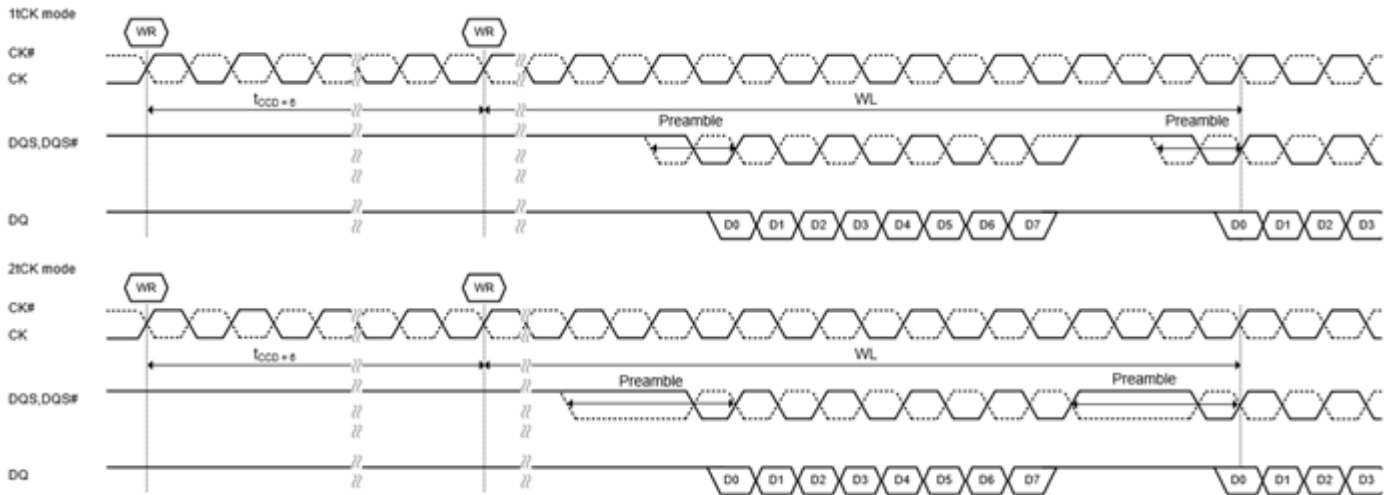 1tCK mode
WR WR
CK#
CK
tCCD = 6 WL
Preamble Preamble
DQS,DQS#
DQ D0 D1 D2 D3 D4 D5 D6 D7 D0 D1 D2 D3
2tCK mode
WR WR
CK#
CK
tCCD = 6 WL
Preamble Preamble
DQS,DQS#
DQ D0 D1 D2 D3 D4 D5 D6 D7 D0 D1 D2 D3